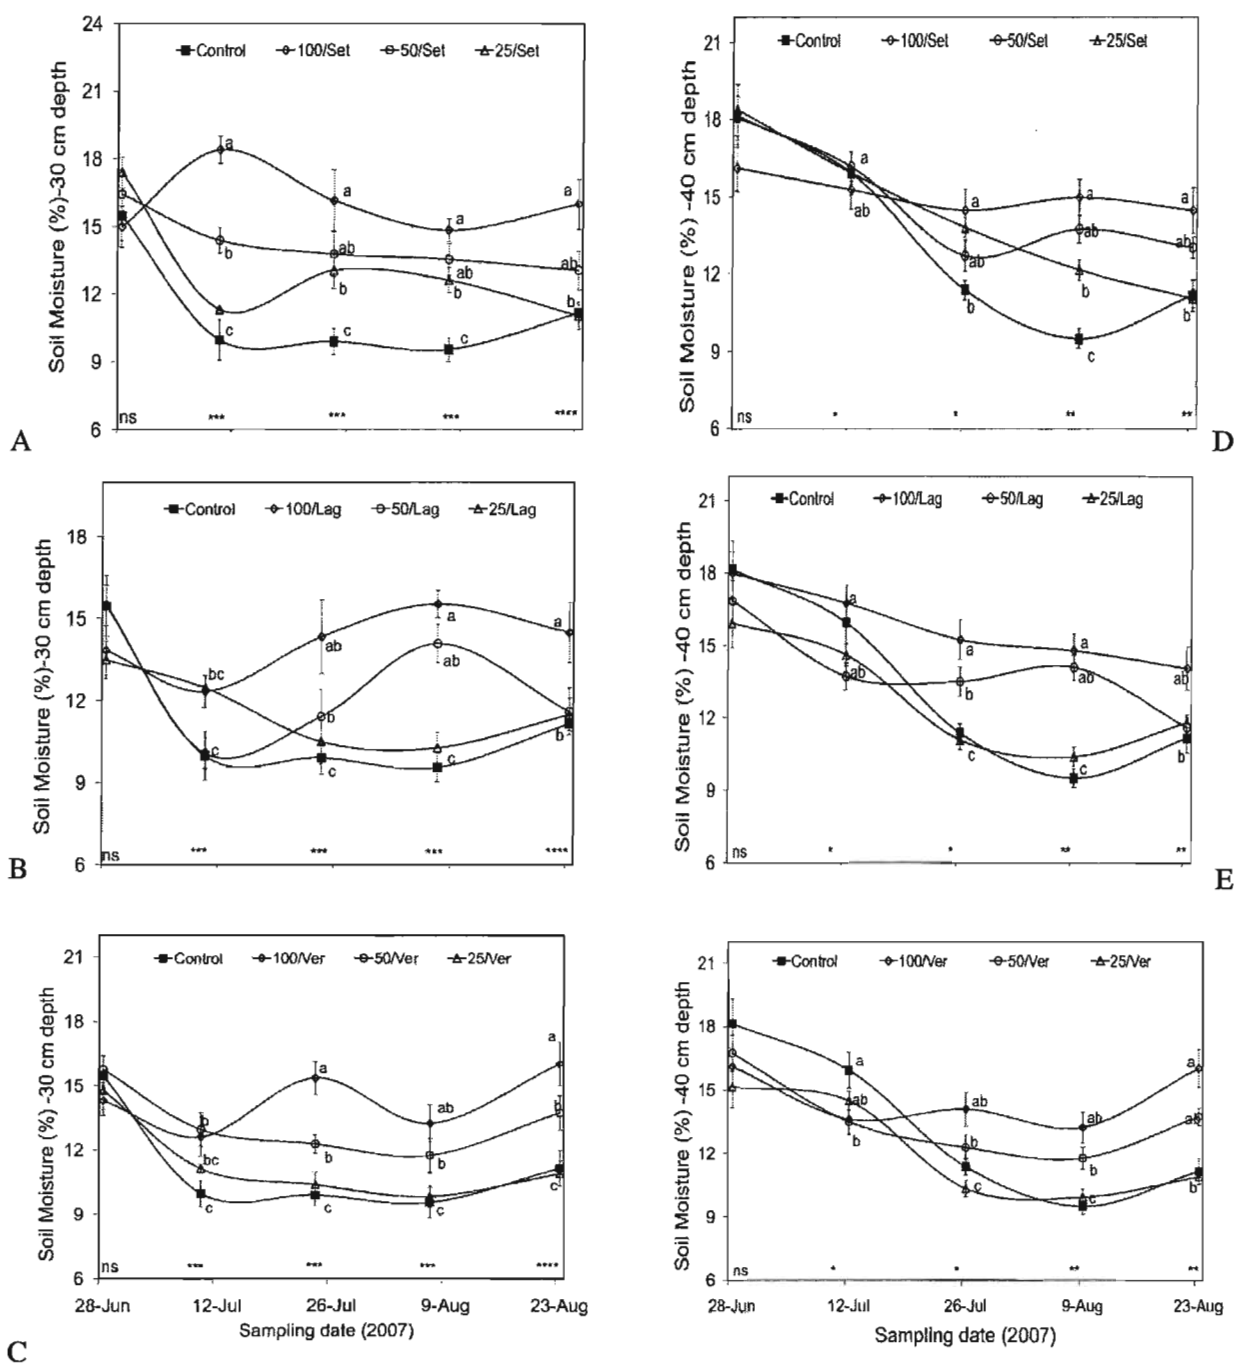 24
21
18
15
12
9
6
Soil Moisture (%)-30 cm depth
Control 100/Set 50/Set 25/Set
a
a
a
a
b
ab
ab
ab
b
b
b
c
c
c
ns *** *** *** ****
A
21
18
15
12
9
6
Soil Moisture (%) -40 cm depth
Control 100/Set 50/Set 25/Set
a
ab
a
a
ab
ab
ab
b
b
b
c
ns * * ** **
D
18
15
12
9
6
Soil Moisture (%)-30 cm depth
Control 100/Lag 50/Lag 25/Lag
a
a
ab
ab
bc
b
c
c
c
b
ns *** *** *** ****
B
21
18
15
12
9
6
Soil Moisture (%) -40 cm depth
Control 100/Lag 50/Lag 25/Lag
a
a
a
ab
ab
ab
b
c
c
b
ns * * ** **
E
21
18
15
12
9
6
Soil Moisture (%) -30 cm depth
Control 100/Ver 50/Ver 25/Ver
a
a
ab
b
b
b
b
bc
c
c
c
c
ns *** *** *** ****
28-Jun 12-Jul 26-Jul 9-Aug 23-Aug
Sampling date (2007)
C
21
18
15
12
9
6
Soil Moisture (%) -40 cm depth
Control 100/Ver 50/Ver 25/Ver
a
a
ab
ab
ab
ab
b
b
b
c
c
b
ns * * ** **
28-Jun 12-Jul 26-Jul 9-Aug 23-Aug
Sampling date (2007)